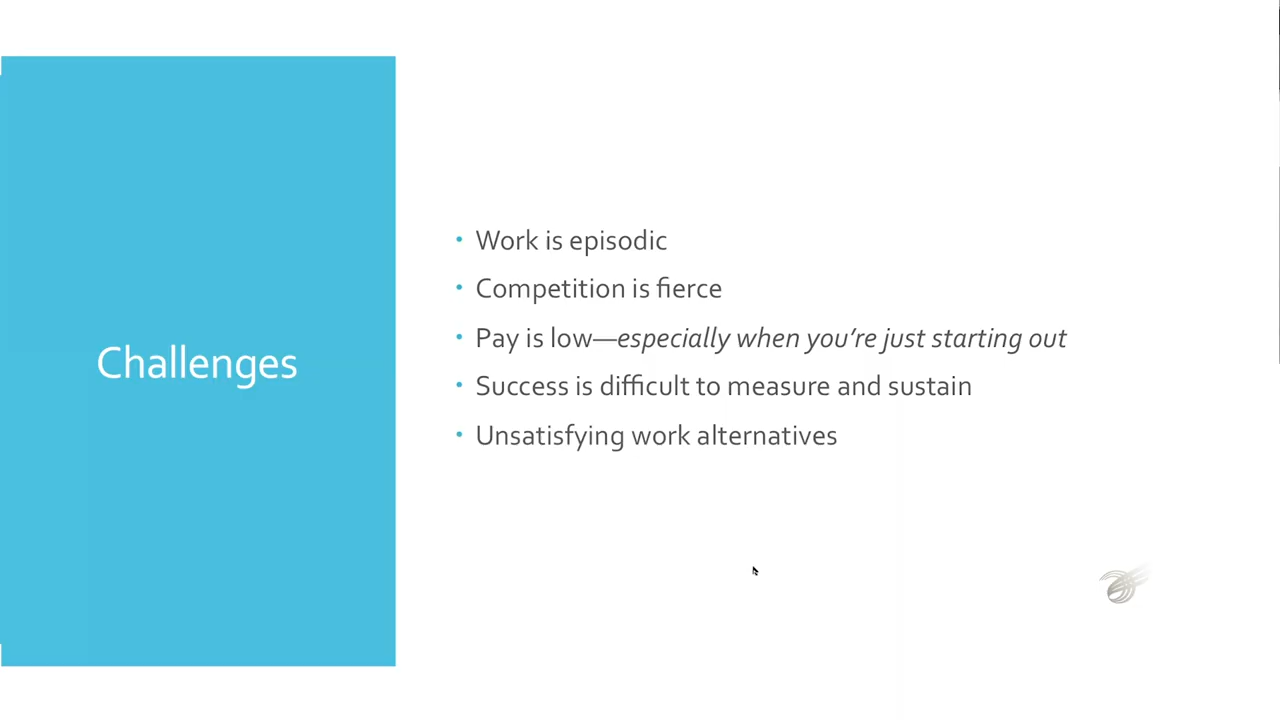 Challenges
• Work is episodic
• Competition is fierce
• Pay is low—especially when you’re just starting out
• Success is difficult to measure and sustain
• Unsatisfying work alternatives